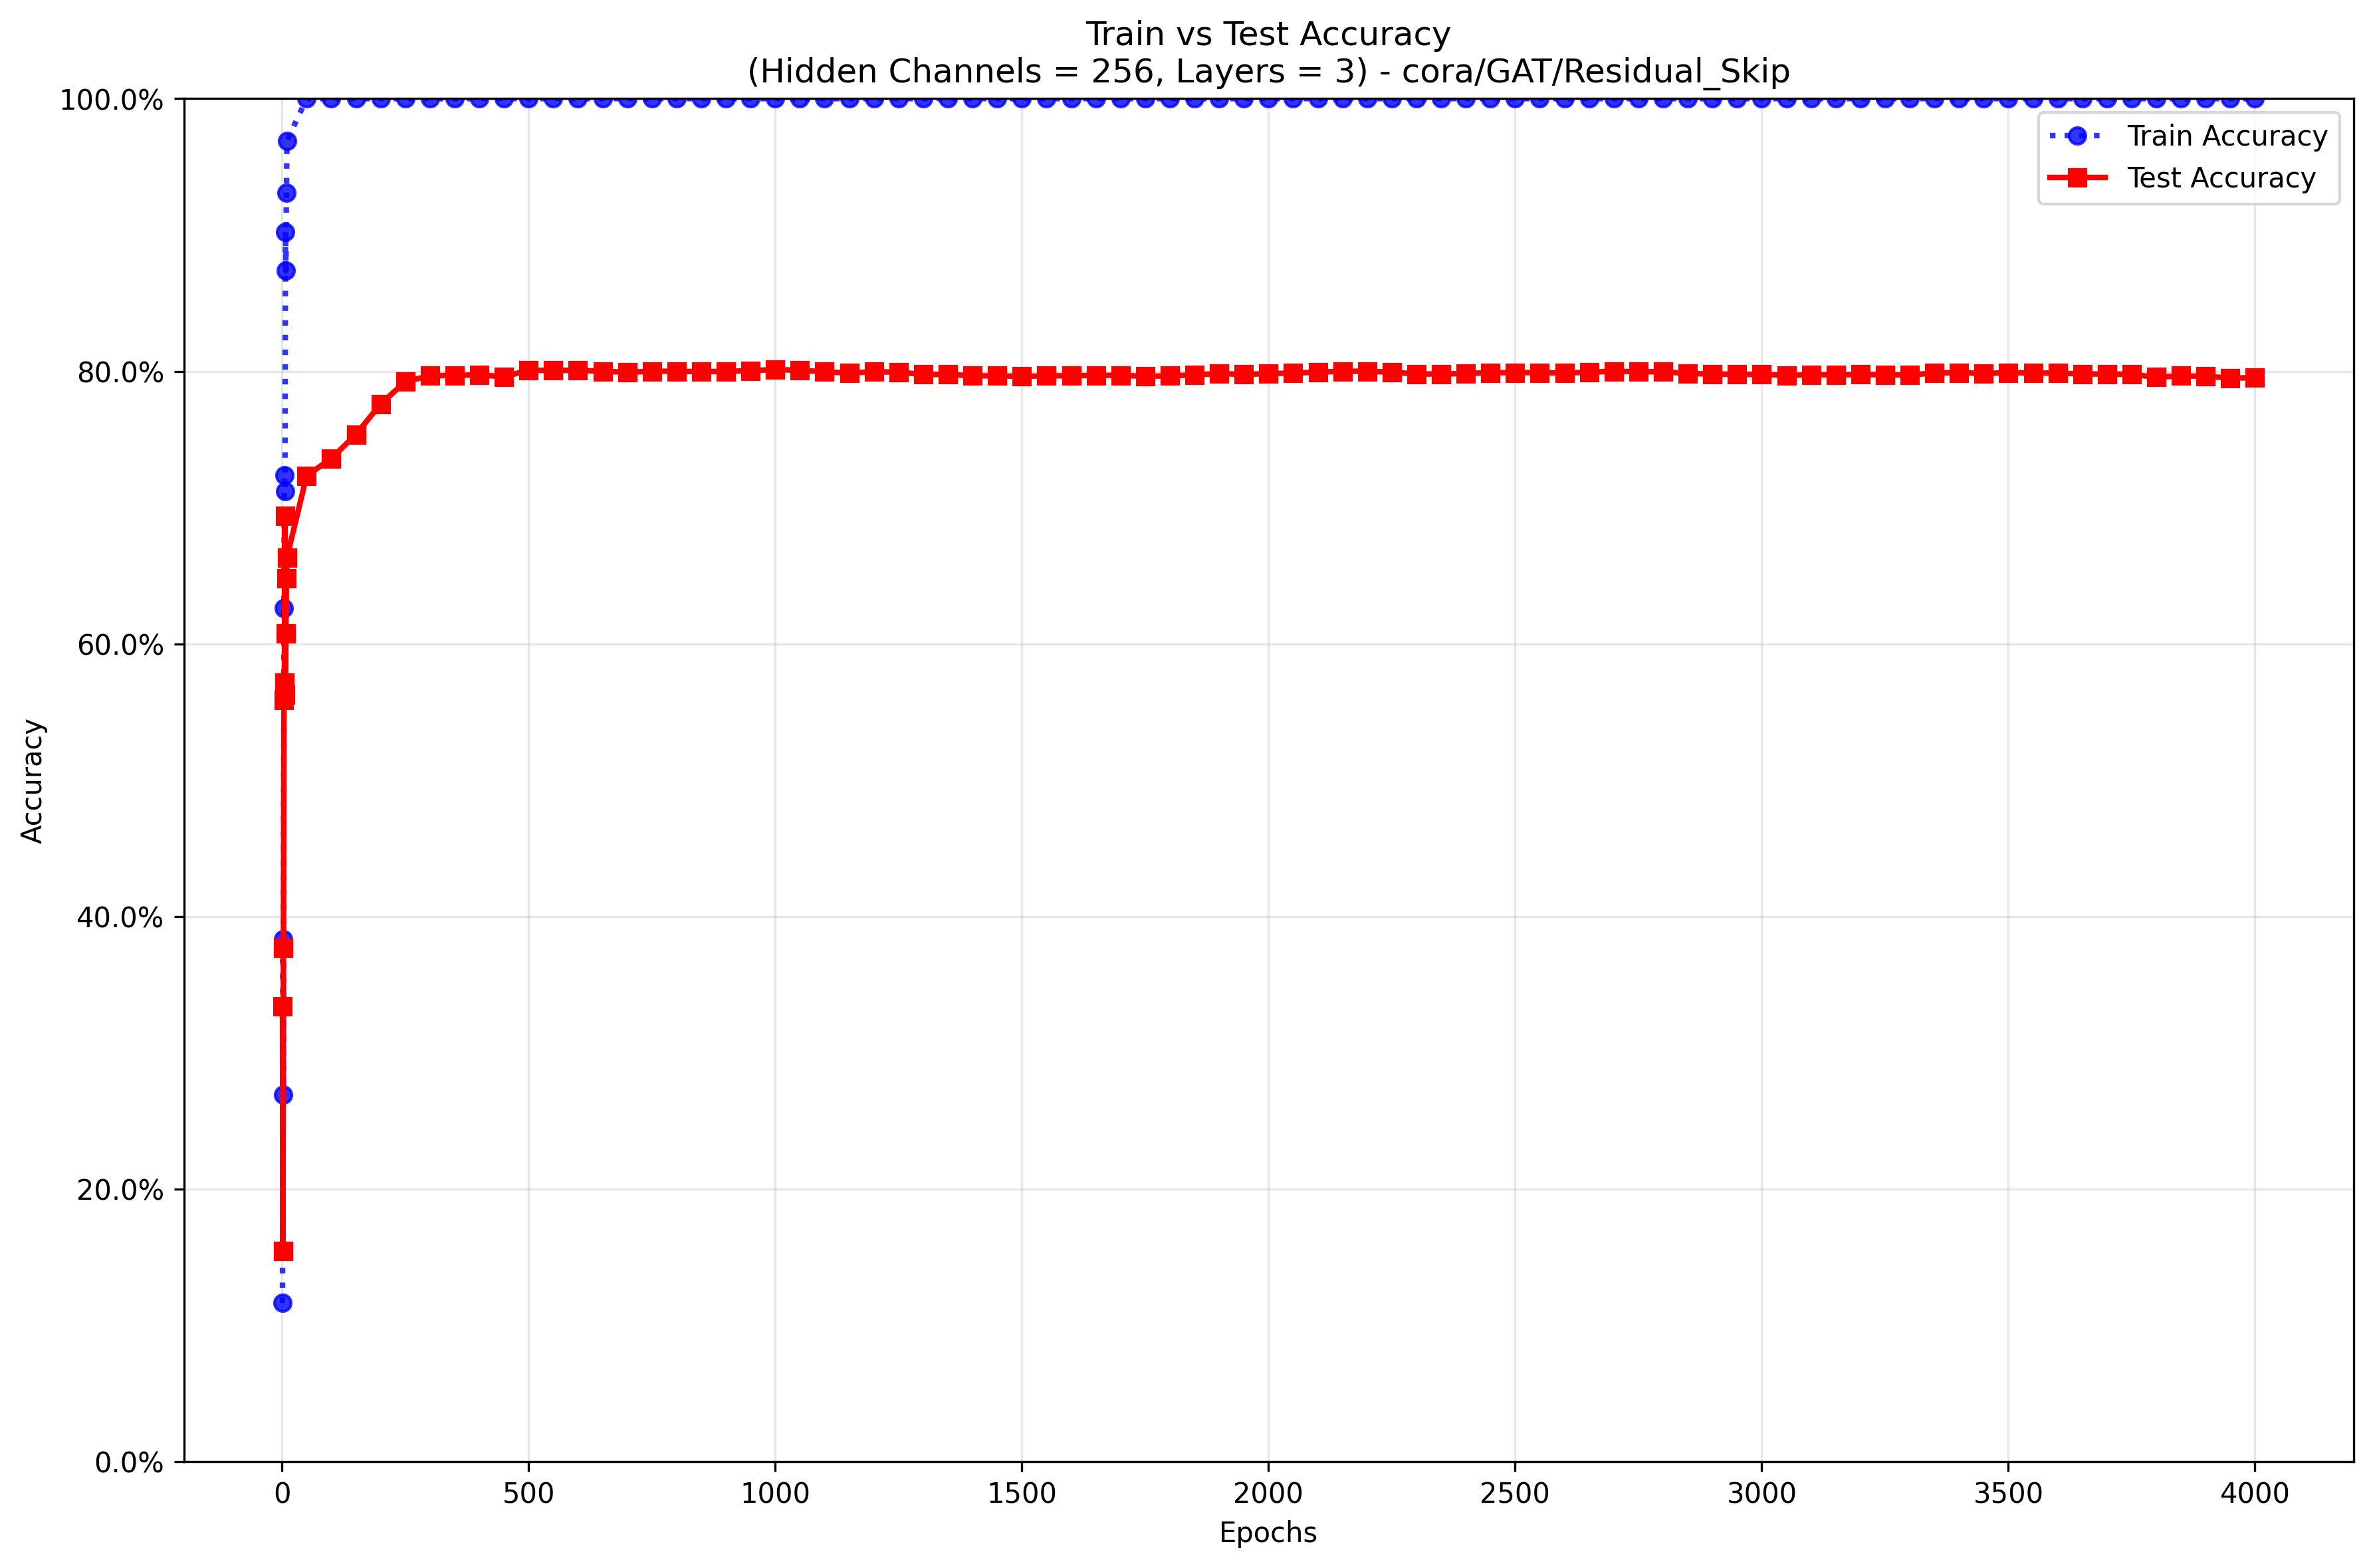 Train vs Test Accuracy
(Hidden Channels = 256, Layers = 3) - cora/GAT/Residual_Skip
100.0%
80.0%
60.0%
40.0%
20.0%
0.0%
Accuracy
Train Accuracy
Test Accuracy
0 500 1000 1500 2000 2500 3000 3500 4000
Epochs